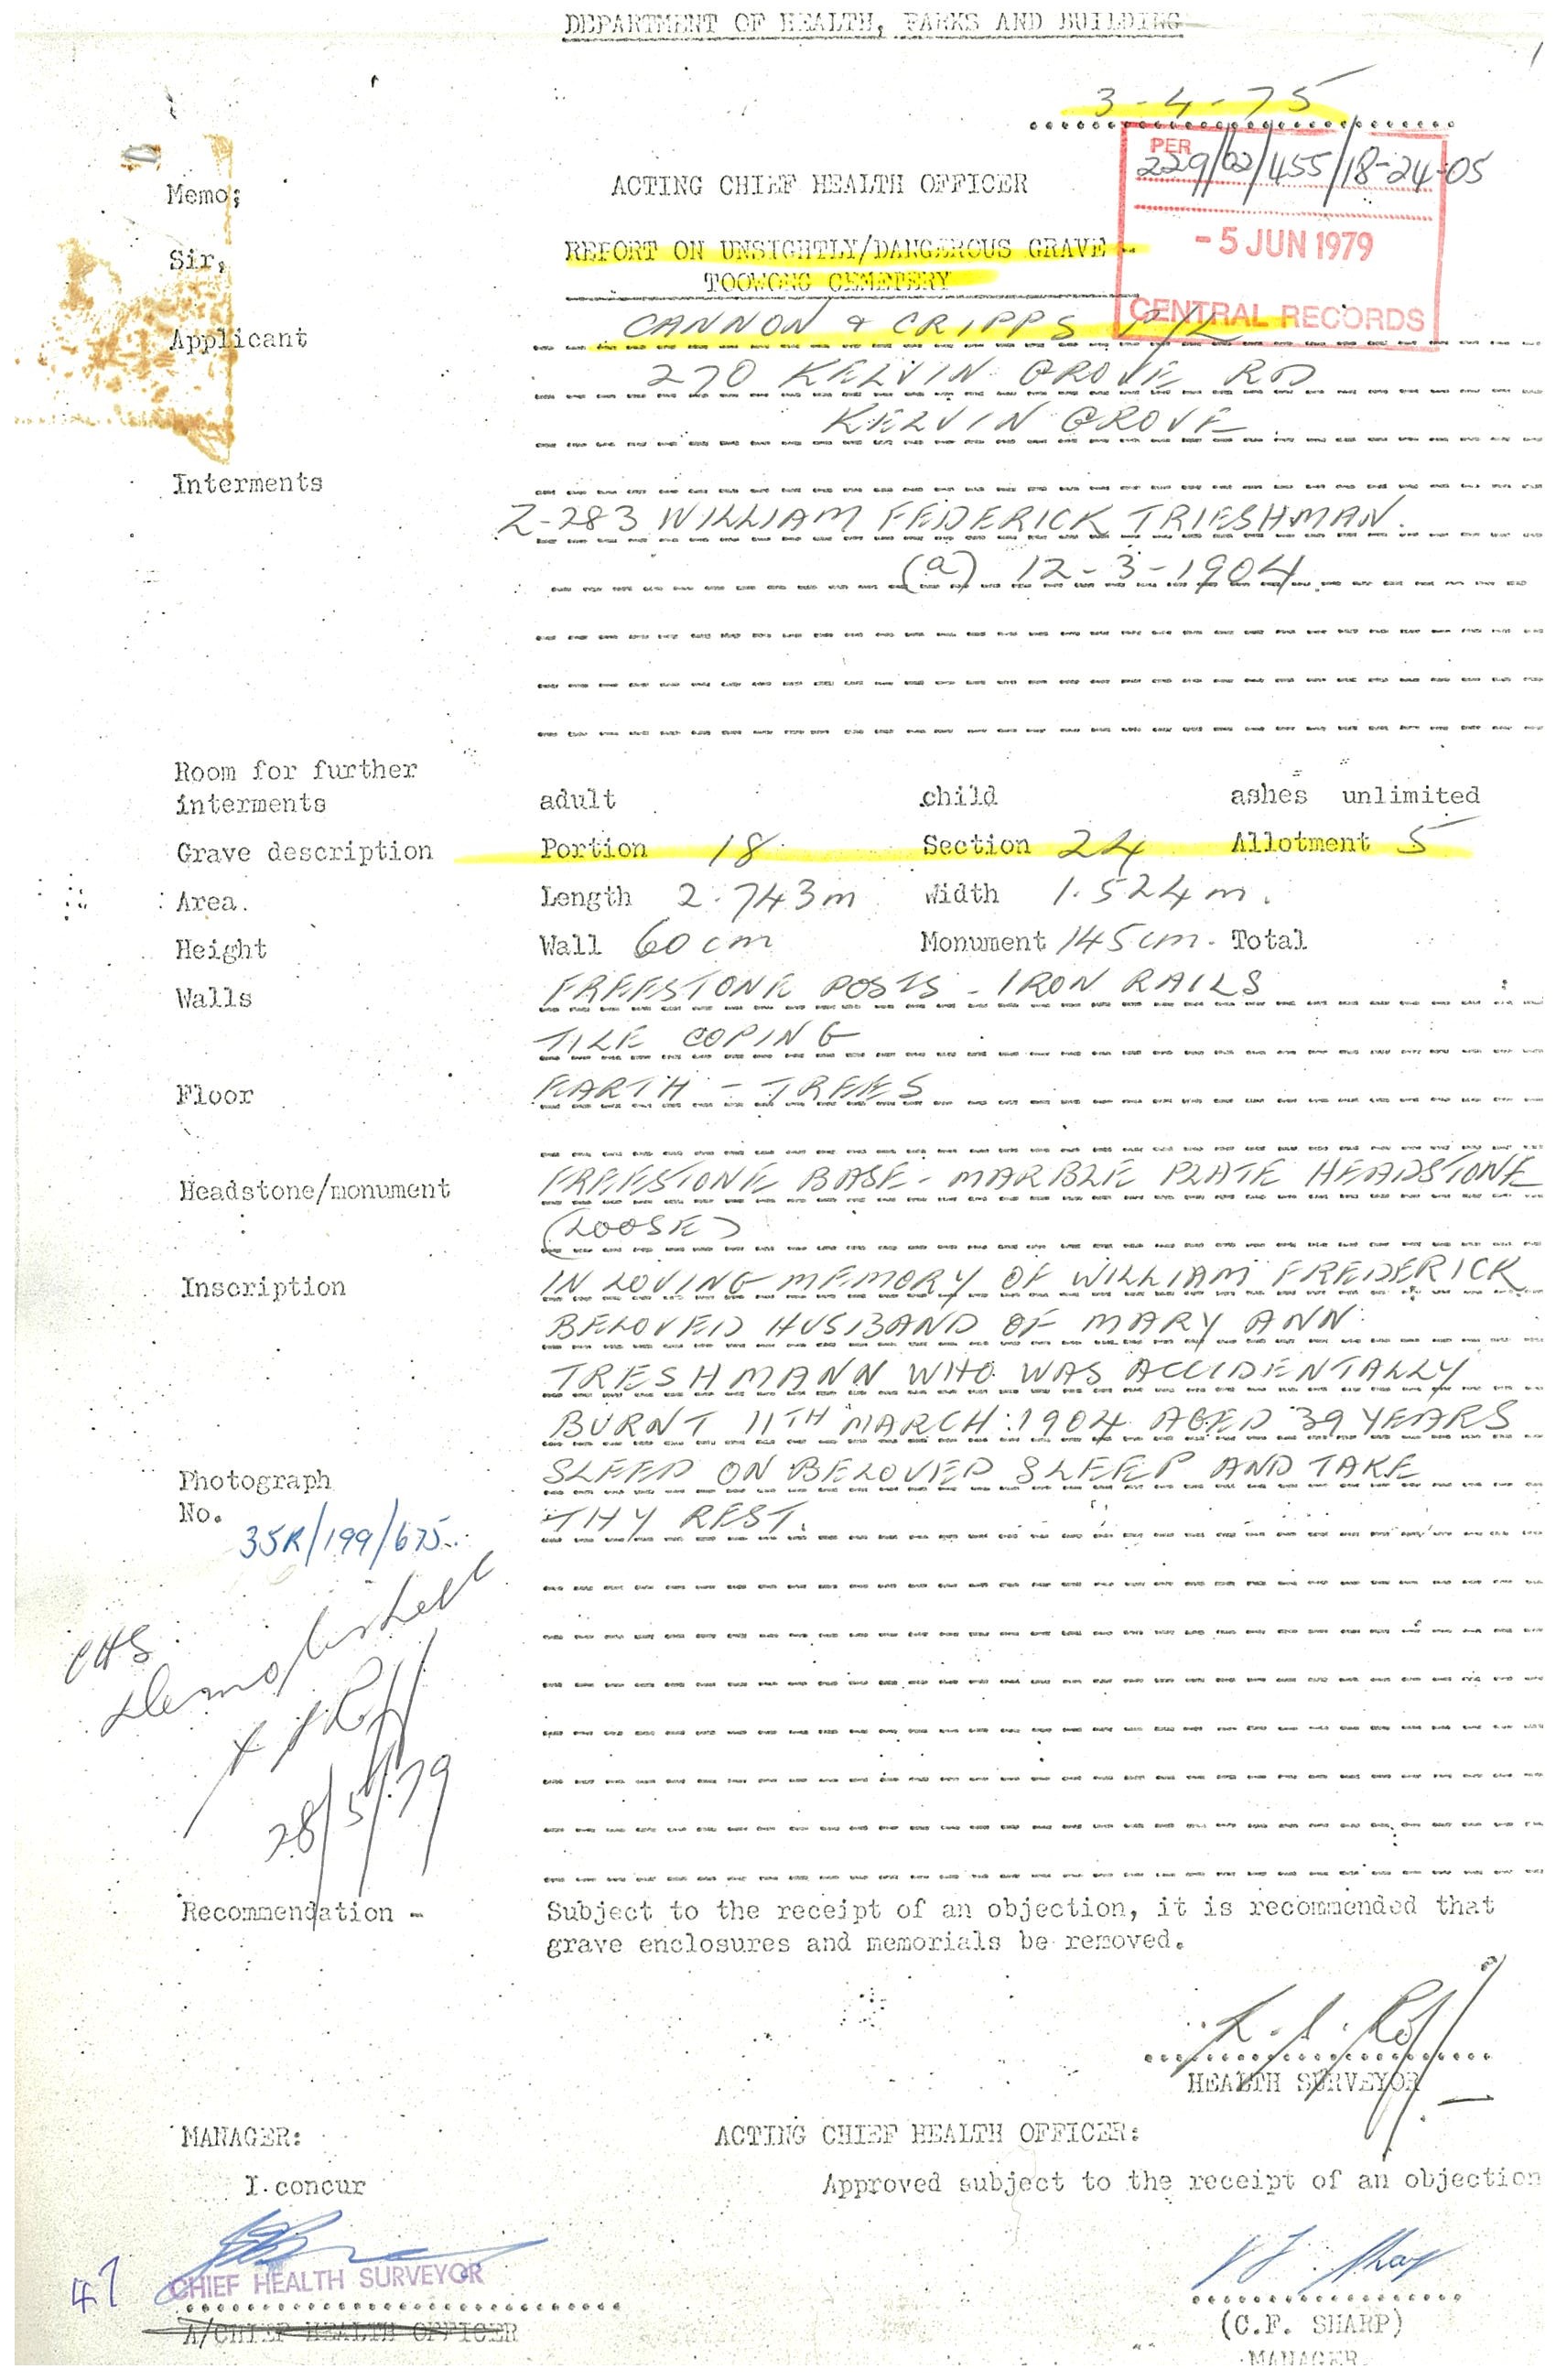 DEPARTMENT OF HEALTH, PARKS AND BUILDING
3-4-75
PER
229/02/455/18-24-05
Memo;
ACTING CHIEF HEALTH OFFICER
- 5 JUN 1979
Sir,
REPORT ON UNSIGHTLY/DANGEROUS GRAVE -
TOOWONG CEMETERY
CENTRAL RECORDS
Applicant CANNON & CRIPPS P/L
270 KELVIN GROVE RD
KELVIN GROVE
Interments
Z-283 WILLIAM FEDERICK TRIESHMAN.
(a) 12-3-1904
Room for further
interments adult child ashes unlimited
Grave description Portion 18 Section 24 Allotment 5
Area. Length 2.743m Width 1.524m.
Height Wall 60cm Monument 145cm. Total
Walls FREESTONE POSTS - IRON RAILS
TILE COPING
Floor EARTH - TREES
Headstone/monument FREESTONE BASE - MARBLE PLATE HEADSTONE
(LOOSE)
Inscription IN LOVING MEMORY OF WILLIAM FREDERICK
BELOVED HUSBAND OF MARY ANN
TRESHMANN WHO WAS ACCIDENTALLY
BURNT 11TH MARCH 1904 AGED 39 YEARS
Photograph SLEEP ON BELOVED SLEEP AND TAKE
No. THY REST.
35R/199/675
CHS
Demolished
28/5/79
Recommendation - Subject to the receipt of an objection, it is recommended that
grave enclosures and memorials be removed.
HEALTH SURVEYOR
MANAGER: ACTING CHIEF HEALTH OFFICER:
I concur Approved subject to the receipt of an objection
47 CHIEF HEALTH SURVEYOR
A/CHIEF HEALTH OFFICER
(C.F. SHARP)
MANAGER